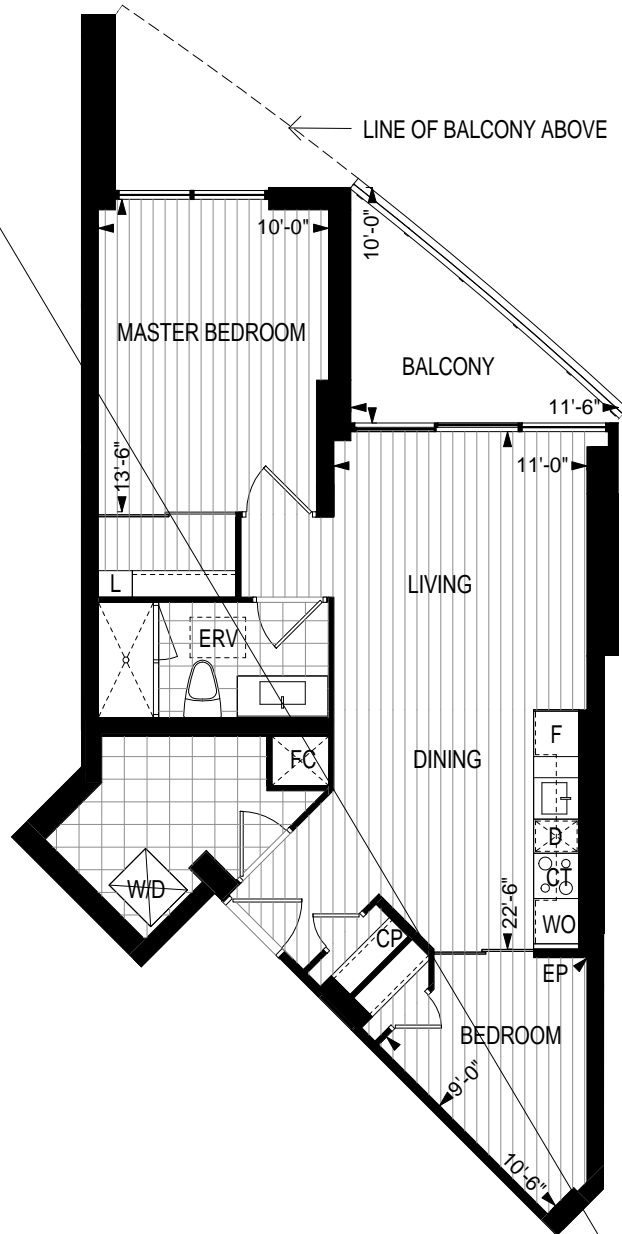 LINE OF BALCONY ABOVE
10'-0"
10'-0"
MASTER BEDROOM
BALCONY
11'-6"
13'-6"
11'-0"
L
LIVING
ERV
F
FC
DINING
D
W/D
CT
22'-6"
WO
CP
EP
BEDROOM
9'-0"
10'-6"